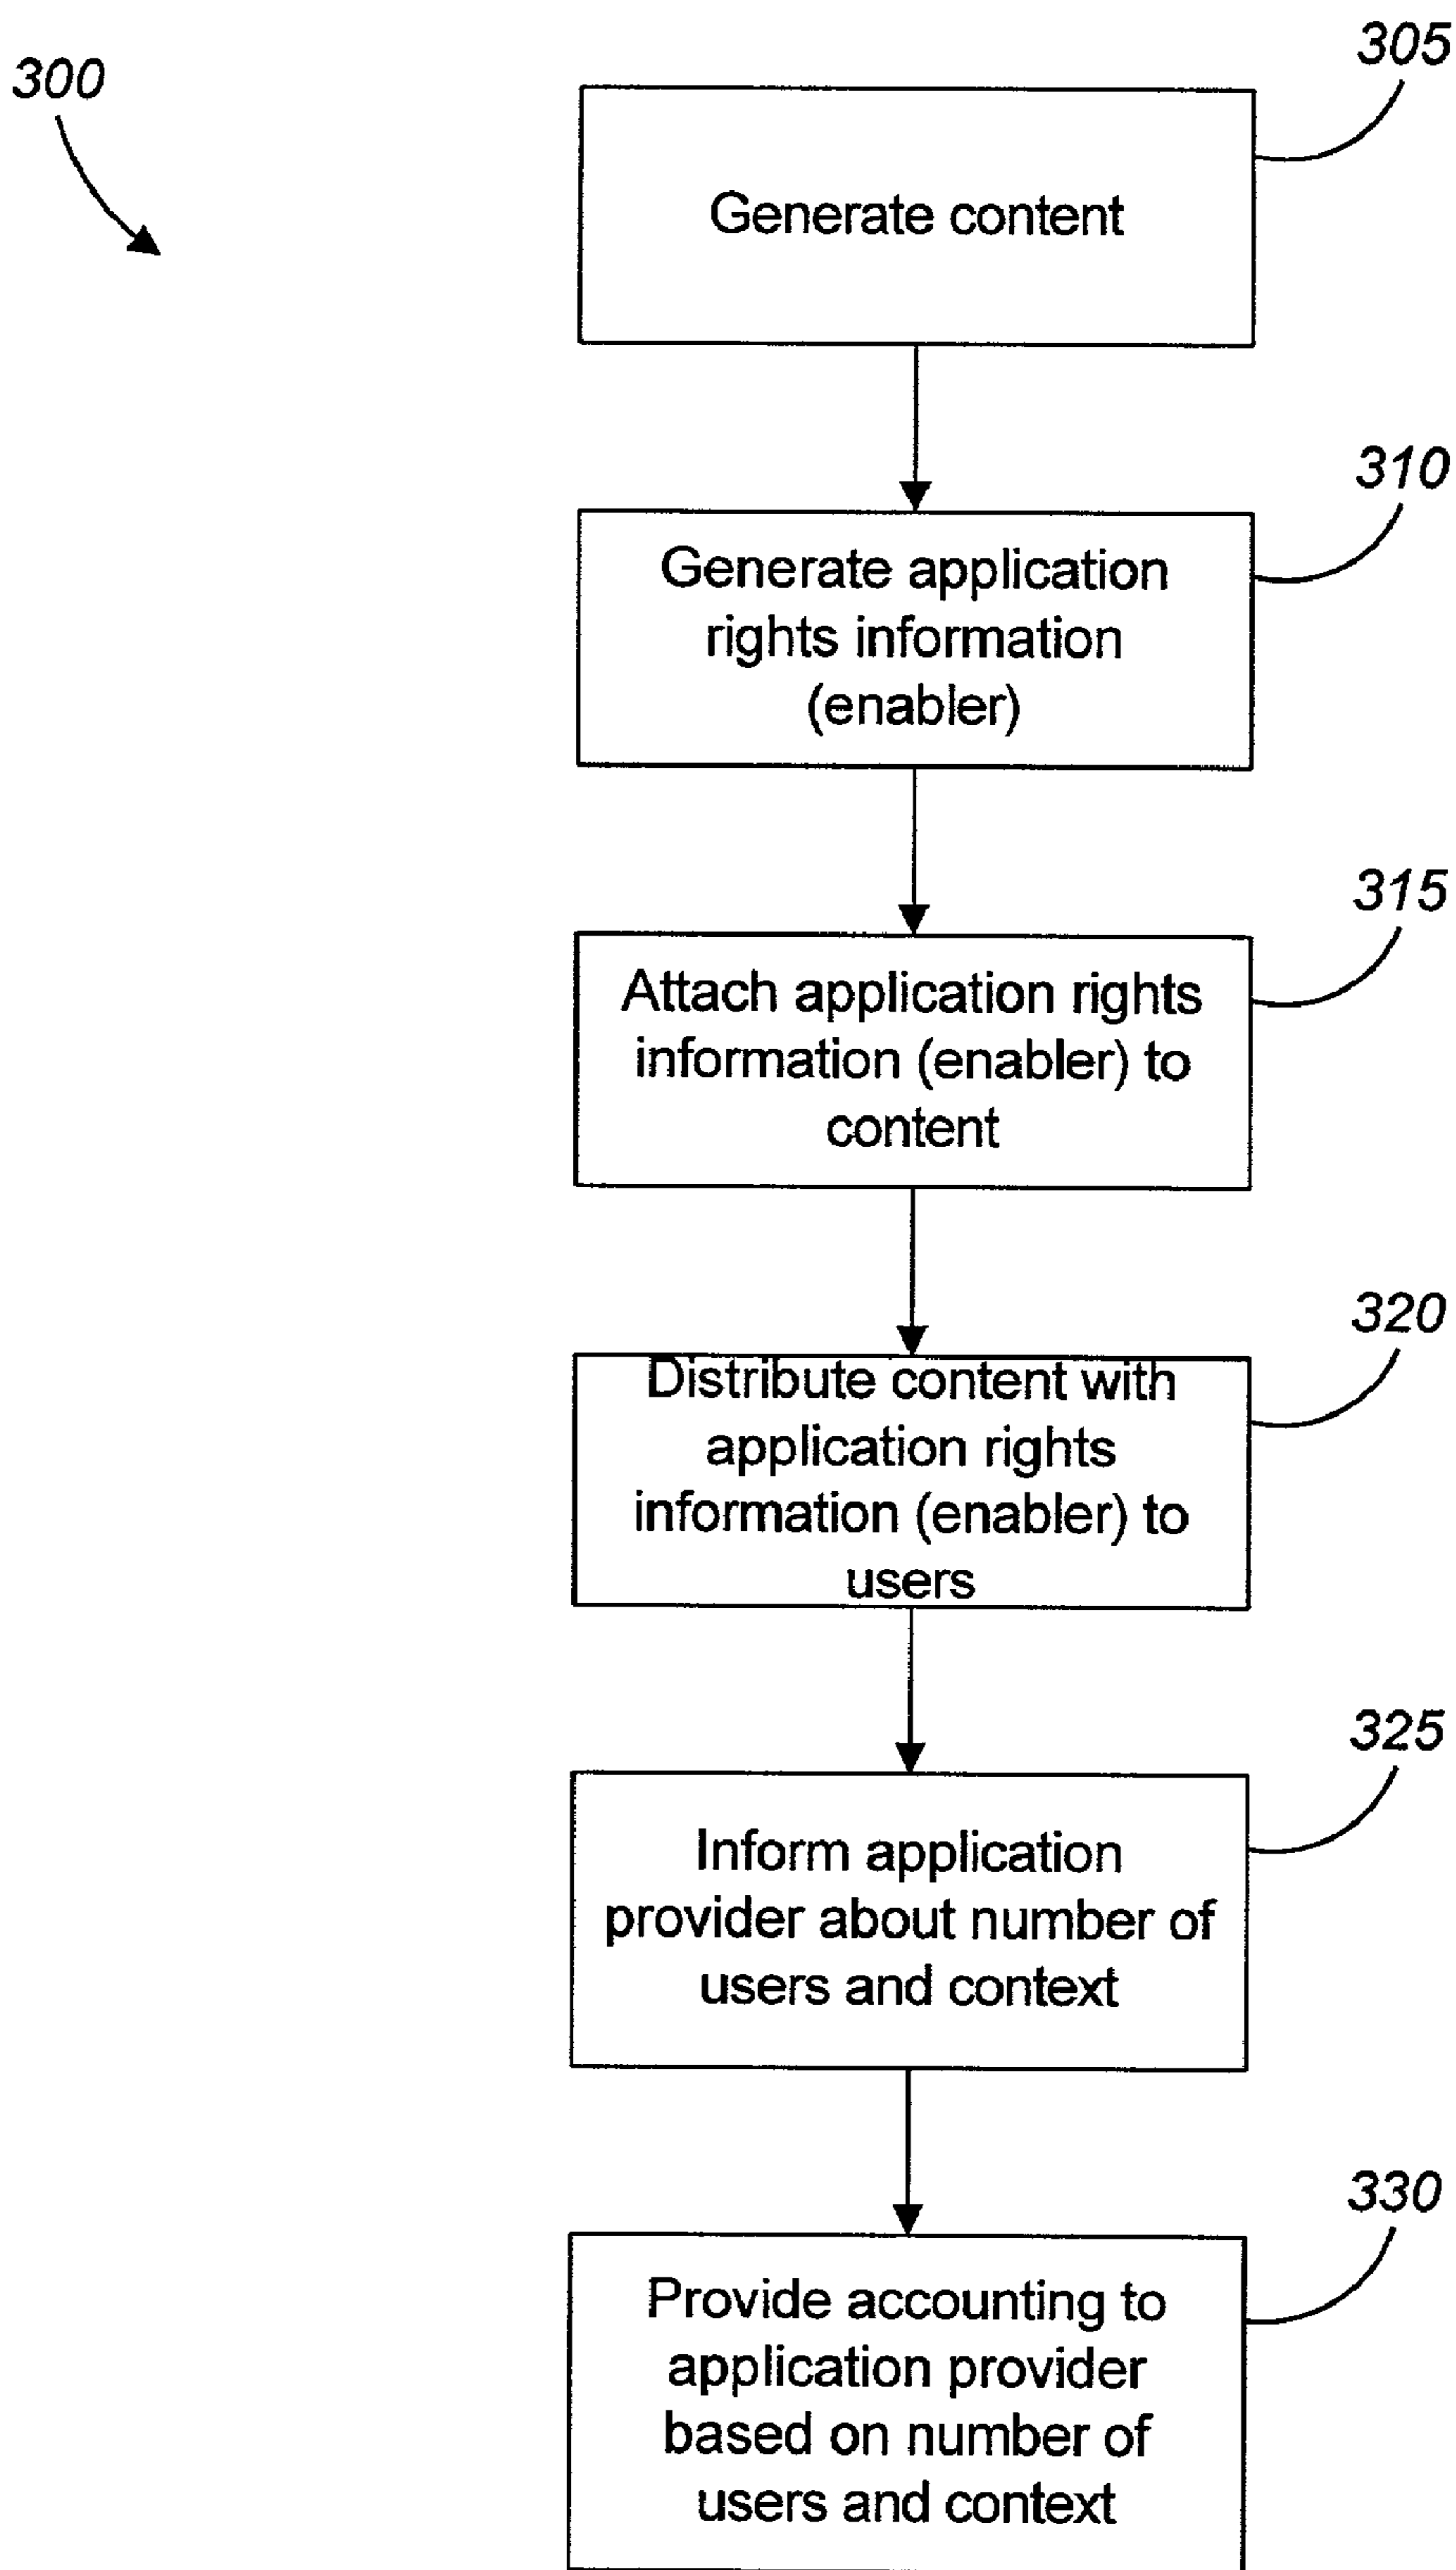 300
305
Generate content
310
Generate application
rights information
(enabler)
315
Attach application rights
information (enabler) to
content
320
Distribute content with
application rights
information (enabler) to
users
325
Inform application
provider about number of
users and context
330
Provide accounting to
application provider
based on number of
users and context